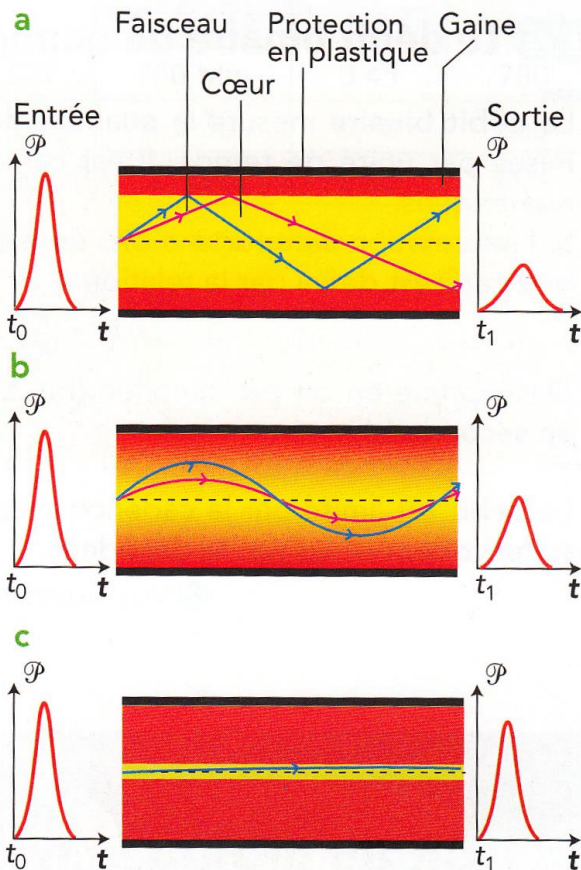 a
Faisceau
Protection
en plastique
Gaine
Cœur
Entrée
Sortie
𝒫
𝒫
t0
t
t1
t
b
𝒫
𝒫
t0
t
t1
t
c
𝒫
𝒫
t0
t
t1
t